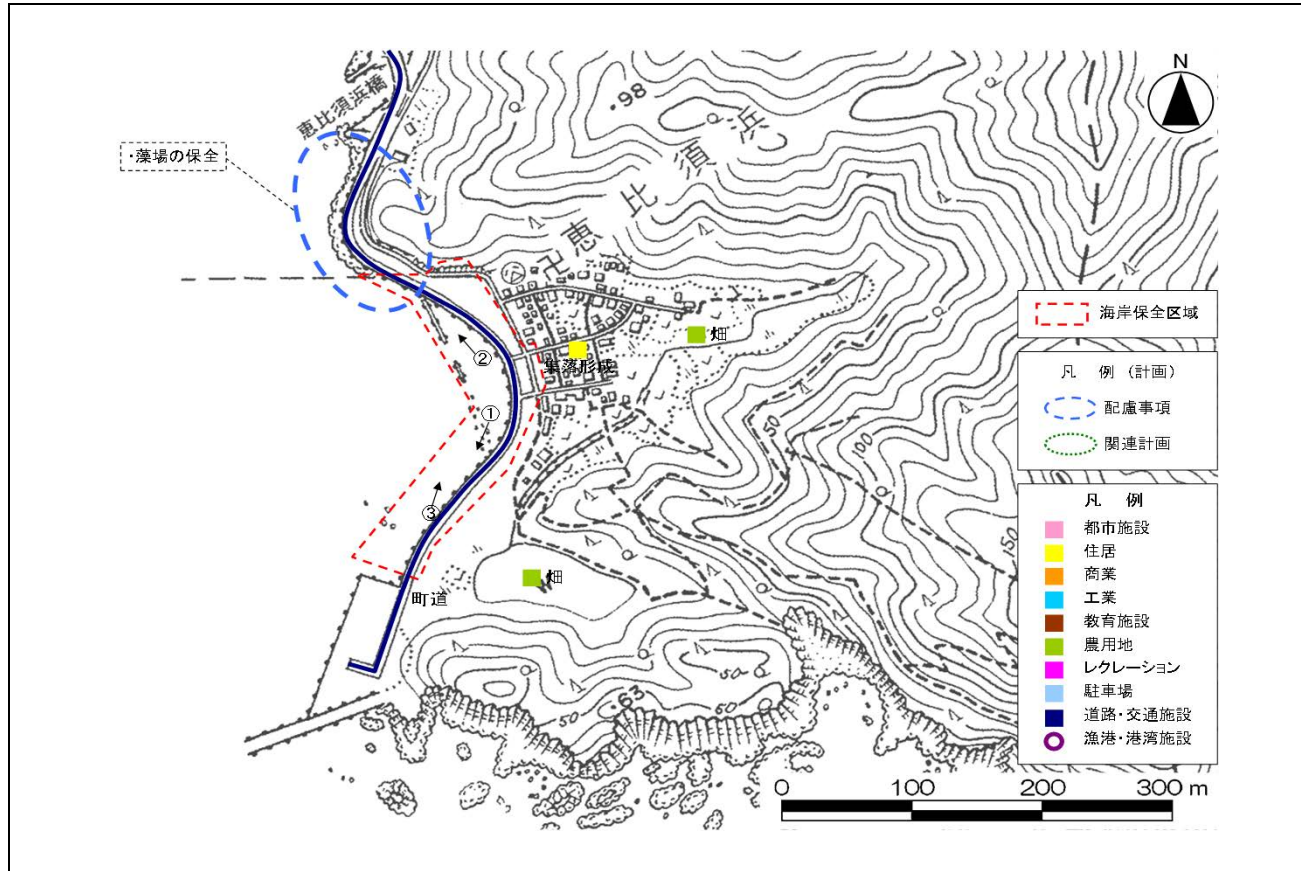 N
恵比須浜橋
・藻場の保全
・98
恵比須浜
卍
海岸保全区域
畑
凡 例 (計画)
②
集落形成
配慮事項
①
50
関連計画
100
③
凡 例
都市施設
150
住居
畑
商業
町道
工業
教育施設
農用地
レクレーション
50
50
・63
駐車場
道路・交通施設
漁港・港湾施設
0 100 200 300 m